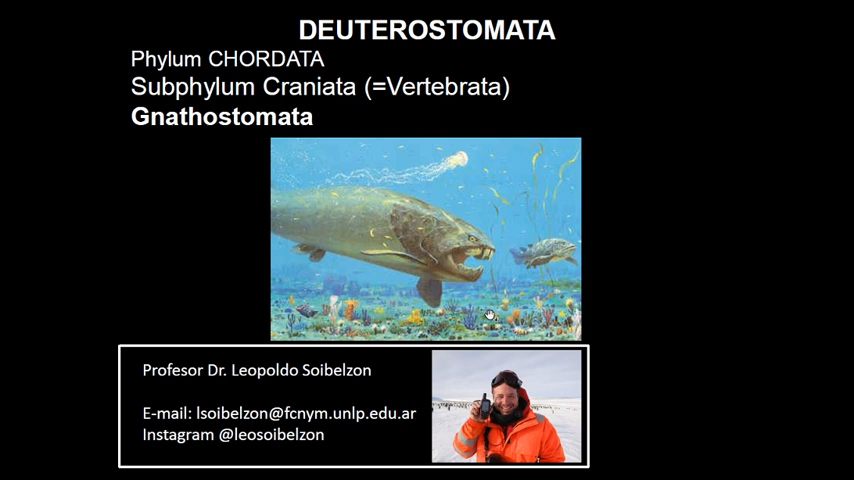 DEUTEROSTOMATA
Phylum CHORDATA
Subphylum Craniata (=Vertebrata)
Gnathostomata
Profesor Dr. Leopoldo Soibelzon
E-mail: lsoibelzon@fcnym.unlp.edu.ar
Instagram @leosoibelzon